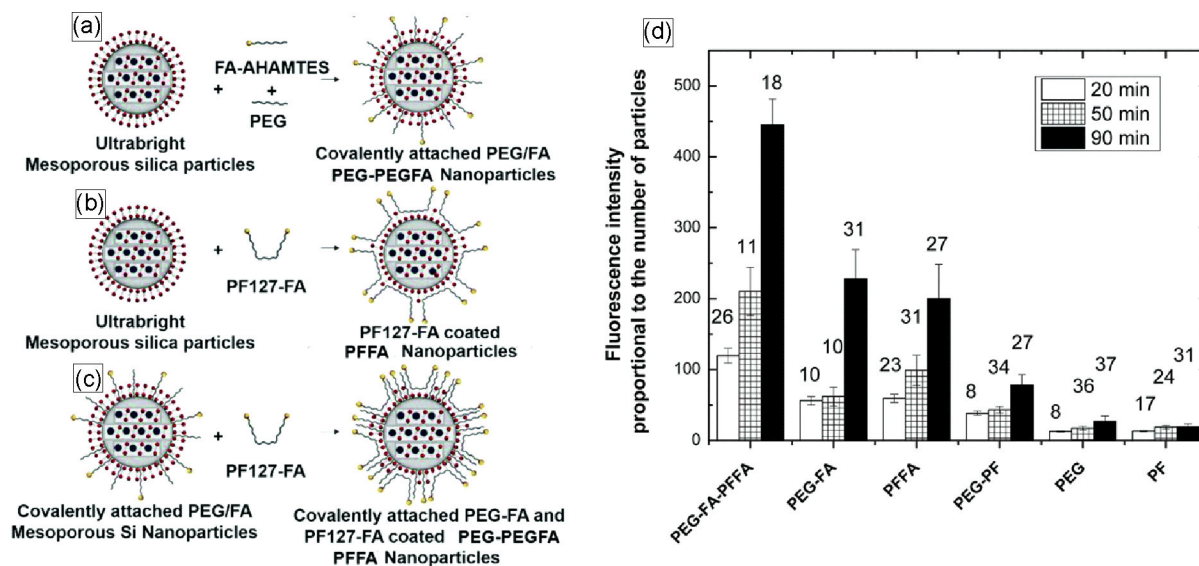 (a)
FA-AHAMTES
+ +
PEG
Ultrabright
Mesoporous silica particles
Covalently attached PEG/FA
PEG-PEGFA Nanoparticles
(b)
+
PF127-FA
Ultrabright
Mesoporous silica particles
PF127-FA coated
PFFA Nanoparticles
(c)
+
PF127-FA
Covalently attached PEG/FA
Mesoporous Si Nanoparticles
Covalently attached PEG-FA and
PF127-FA coated PEG-PEGFA
PFFA Nanoparticles
(d)
Fluorescence intensity
proportional to the number of particles
500
400
300
200
100
0
20 min
50 min
90 min
26
11
18
10
10
31
23
31
27
8
34
27
8
36
37
17
24
31
PEG-FA-PFFA
PEG-FA
PFFA
PEG-PF
PEG
PF